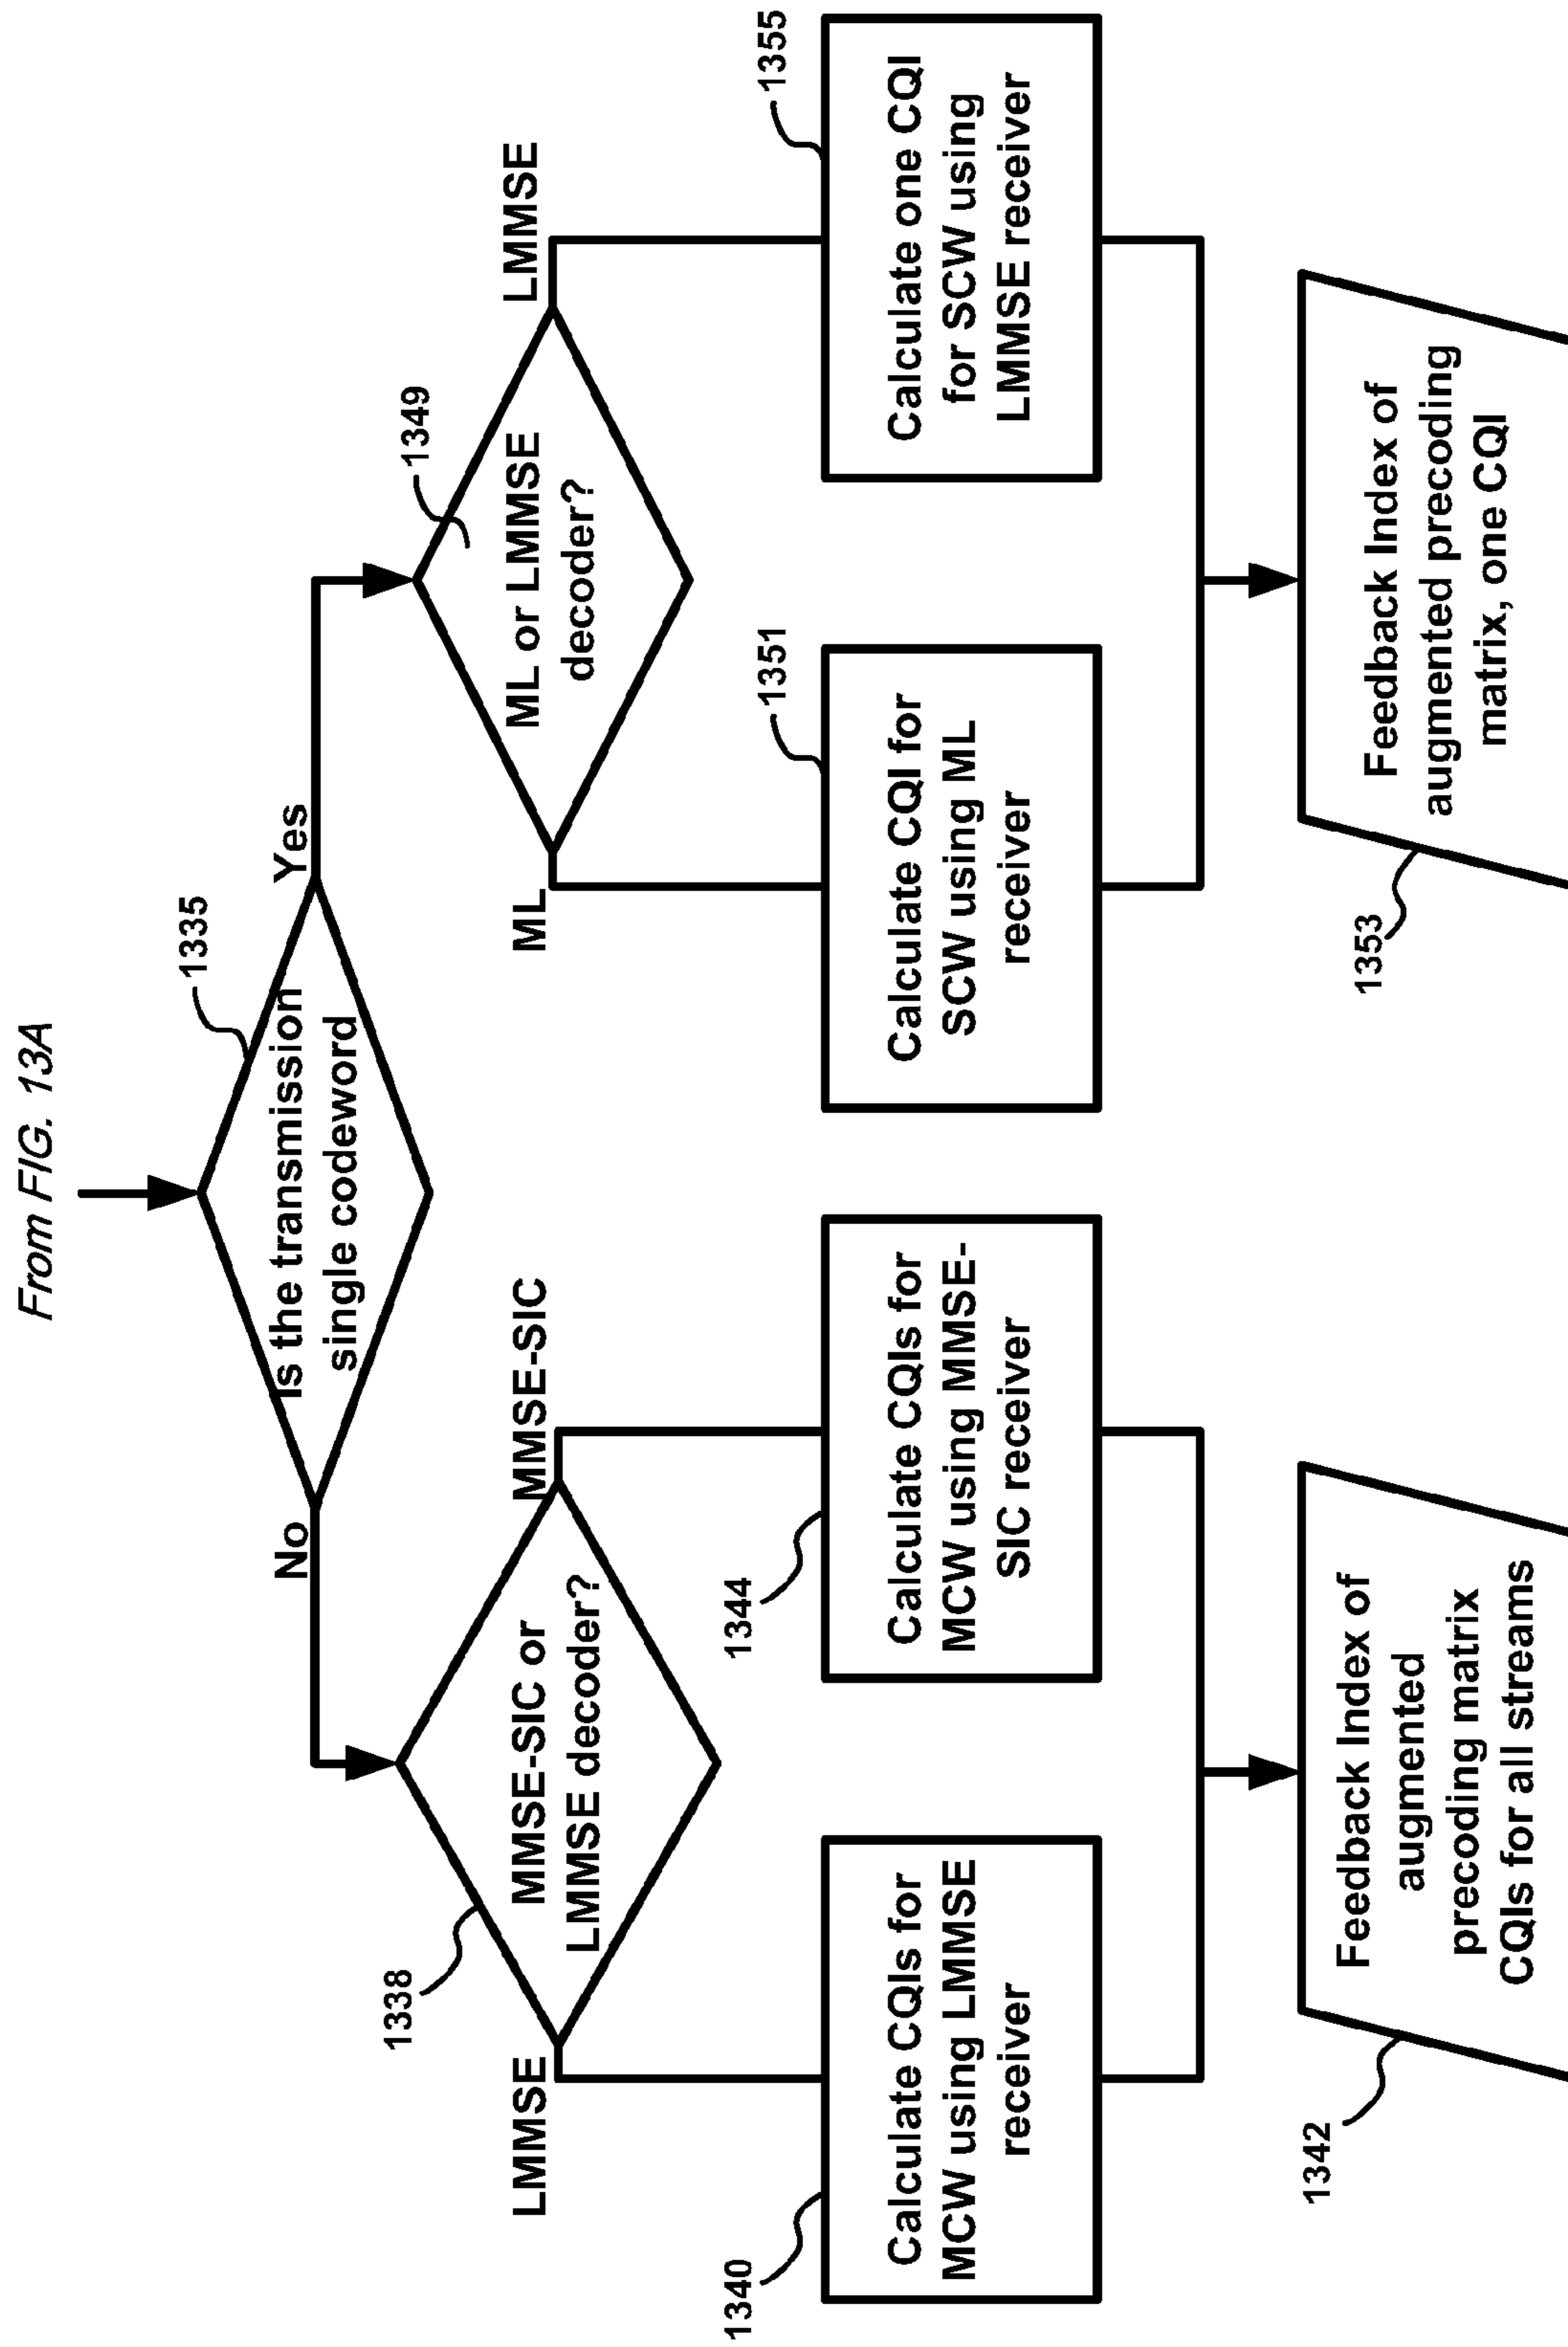 From FIG. 13A
1335
Is the transmission
single codeword
No
Yes
1338
MMSE-SIC or
LMMSE decoder?
LMMSE
MMSE-SIC
1349
ML or LMMSE
decoder?
ML
LMMSE
1340
Calculate CQIs for
MCW using LMMSE
receiver
1344
Calculate CQIs for
MCW using MMSE-
SIC receiver
1351
Calculate CQI for
SCW using ML
receiver
1355
Calculate one CQI
for SCW using
LMMSE receiver
1342
Feedback Index of
augmented
precoding matrix
CQIs for all streams
1353
Feedback Index of
augmented precoding
matrix, one CQI